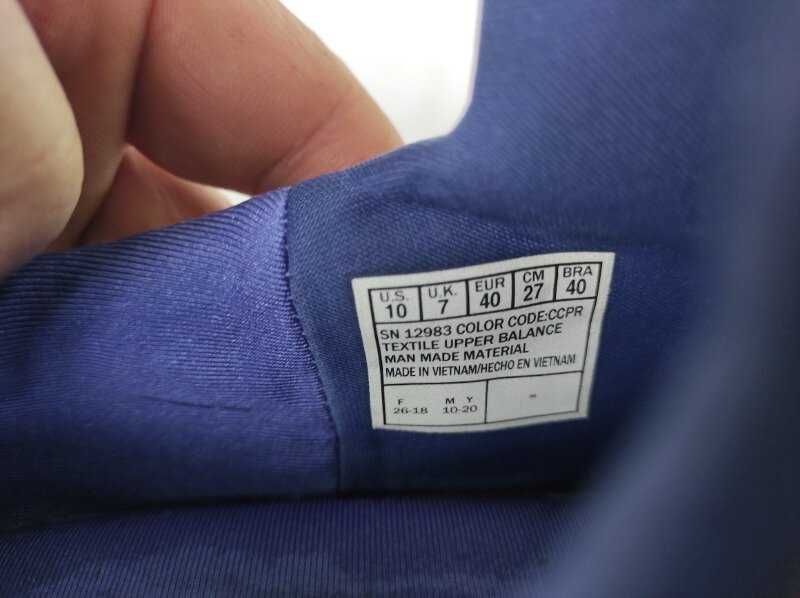 U.S. U.K. EUR CM BRA
10 7 40 27 40
SN 12983 COLOR CODE:CCPR
TEXTILE UPPER BALANCE
MAN MADE MATERIAL
MADE IN VIETNAM/HECHO EN VIETNAM
F M Y
26-18 10-20
-